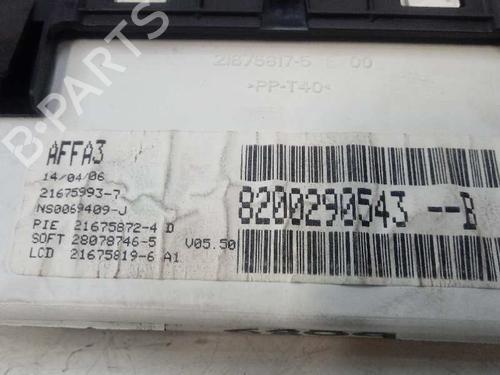 21675817-5 E 00
>PP-T40<
B-PARTS
AFFA3
14/04/06
21675993-7
NS0069409-J
PIE 21675872-4 D
SOFT 28078746-5 V05.50
LCD 21675819-6 A1
8200290543 --B